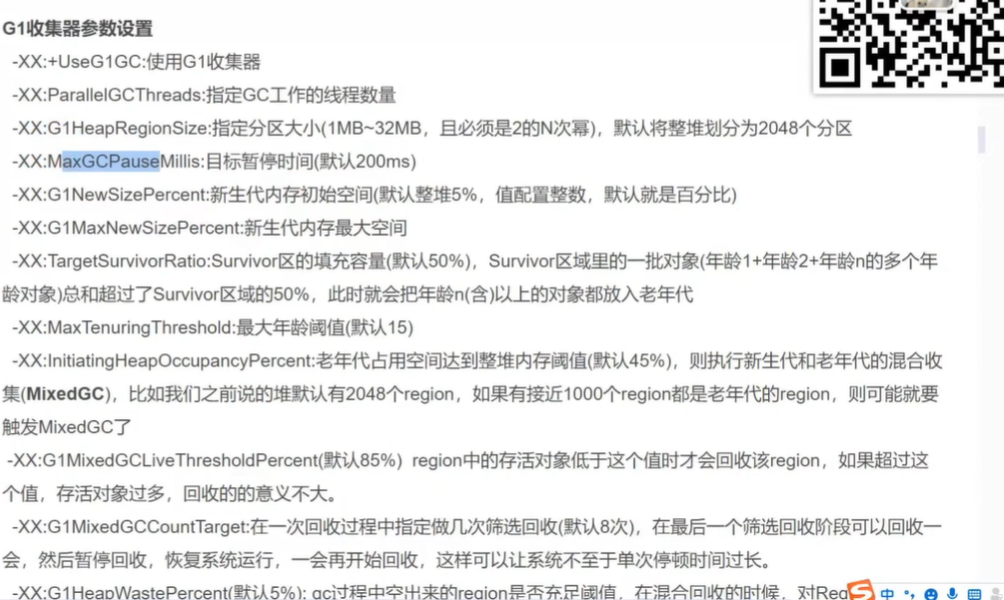 G1收集器参数设置
-XX:+UseG1GC:使用G1收集器
-XX:ParallelGCThreads:指定GC工作的线程数量
-XX:G1HeapRegionSize:指定分区大小(1MB~32MB，且必须是2的N次幂)，默认将整堆划分为2048个分区
-XX:MaxGCPauseMillis:目标暂停时间(默认200ms)
-XX:G1NewSizePercent:新生代内存初始空间(默认整堆5%，值配置整数，默认就是百分比)
-XX:G1MaxNewSizePercent:新生代内存最大空间
-XX:TargetSurvivorRatio:Survivor区的填充容量(默认50%)，Survivor区域里的一批对象(年龄1+年龄2+年龄n的多个年
龄对象)总和超过了Survivor区域的50%，此时就会把年龄n(含)以上的对象都放入老年代
-XX:MaxTenuringThreshold:最大年龄阈值(默认15)
-XX:InitiatingHeapOccupancyPercent:老年代占用空间达到整堆内存阈值(默认45%)，则执行新生代和老年代的混合收
集(MixedGC)，比如我们之前说的堆默认有2048个region，如果有接近1000个region都是老年代的region，则可能就要
触发MixedGC了
-XX:G1MixedGCLiveThresholdPercent(默认85%) region中的存活对象低于这个值时才会回收该region，如果超过这
个值，存活对象过多，回收的的意义不大。
-XX:G1MixedGCCountTarget:在一次回收过程中指定做几次筛选回收(默认8次)，在最后一个筛选回收阶段可以回收一
会，然后暂停回收，恢复系统运行，一会再开始回收，这样可以让系统不至于单次停顿时间过长。
-XX:G1HeapWastePercent(默认5%): gc过程中空出来的region是否充足阈值，在混合回收的时候，对Reg
中